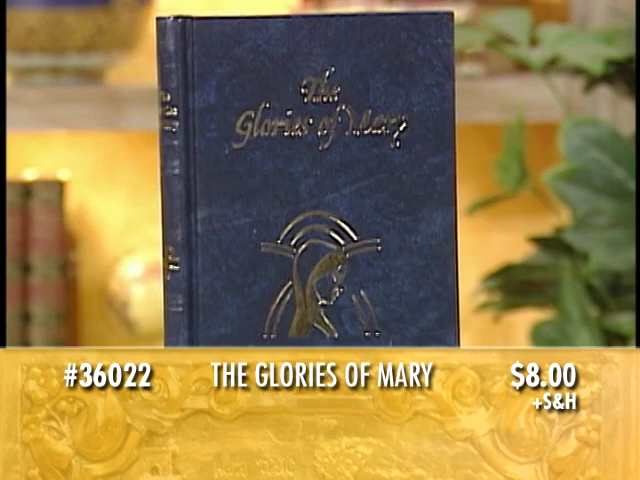 The
Glories of Mary
#36022 THE GLORIES OF MARY $8.00
+S&H